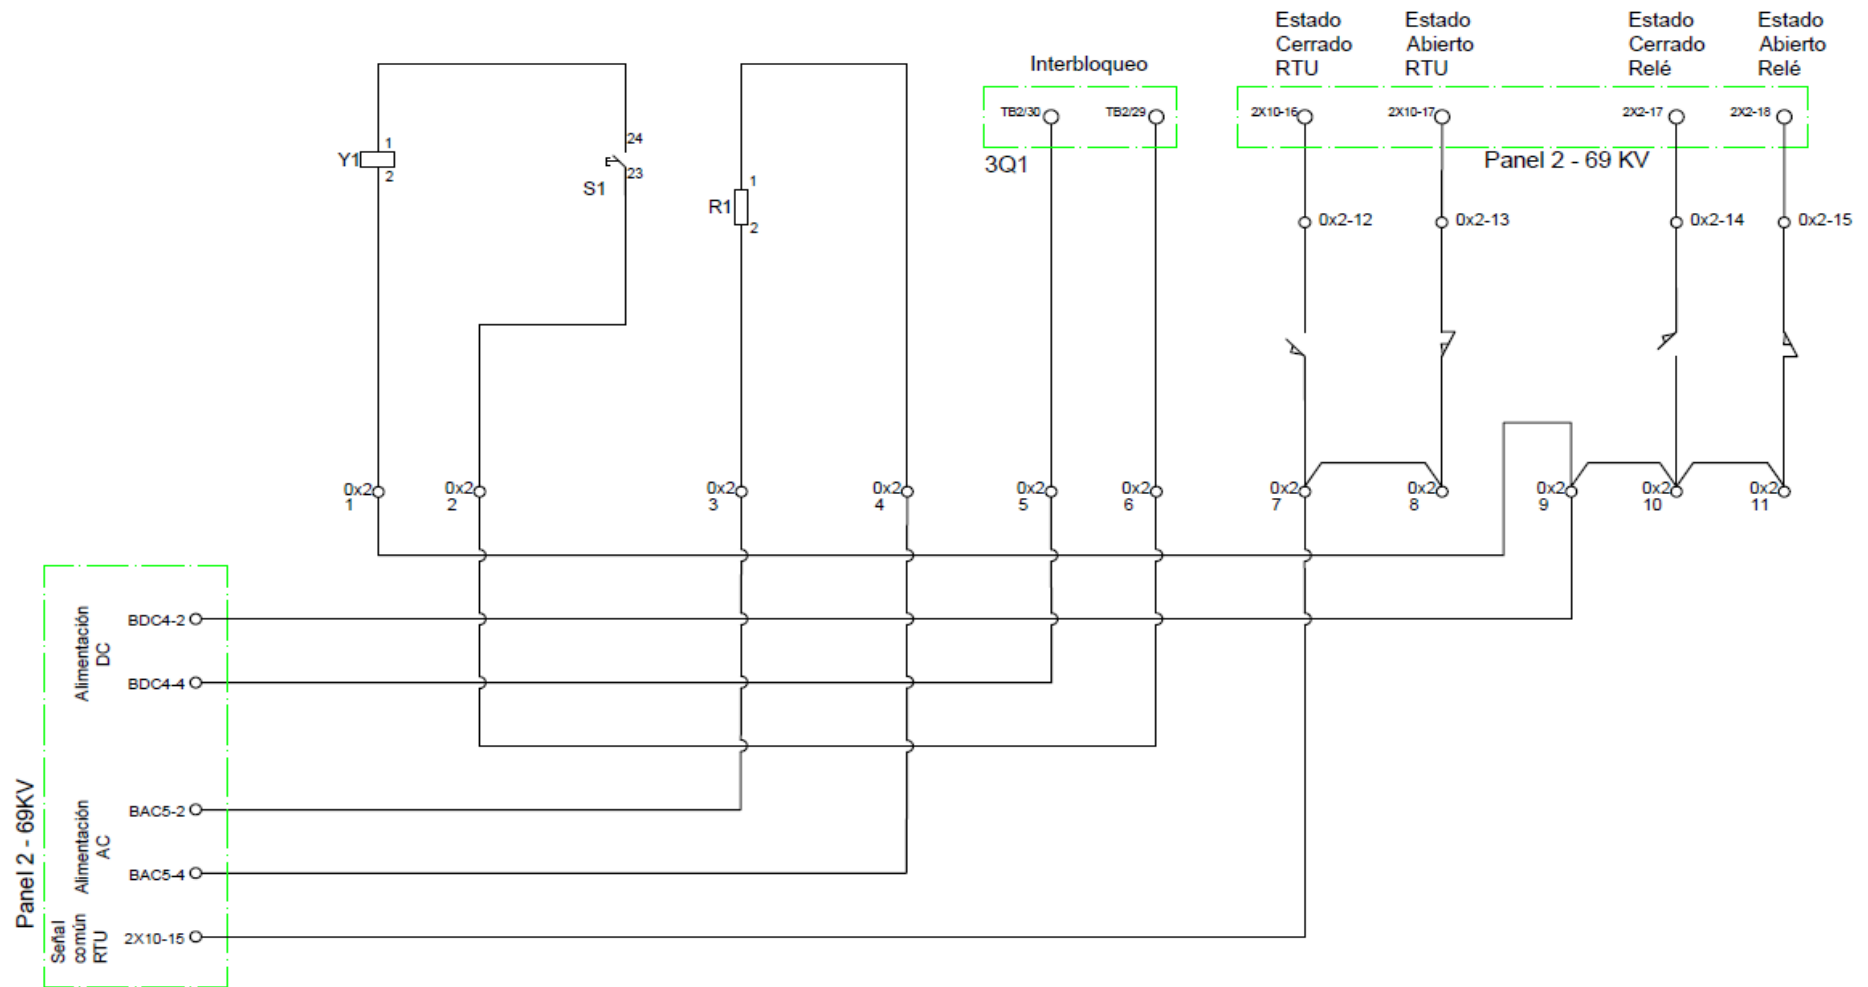 Estado
Cerrado
RTU
Estado
Abierto
RTU
Estado
Cerrado
Relé
Estado
Abierto
Relé
Interbloqueo
TB2/30
TB2/29
2X10-16
2X10-17
2X2-17
2X2-18
3Q1
Panel 2 - 69 KV
1
Y1
2
24
S1
23
1
R1
2
0x2-12
0x2-13
0x2-14
0x2-15
0x2
1
0x2
2
0x2
3
0x2
4
0x2
5
0x2
6
0x2
7
0x2
8
0x2
9
0x2
10
0x2
11
Panel 2 - 69KV
Alimentación
DC
BDC4-2
BDC4-4
Alimentación
AC
BAC5-2
BAC5-4
Señal
común
RTU
2X10-15